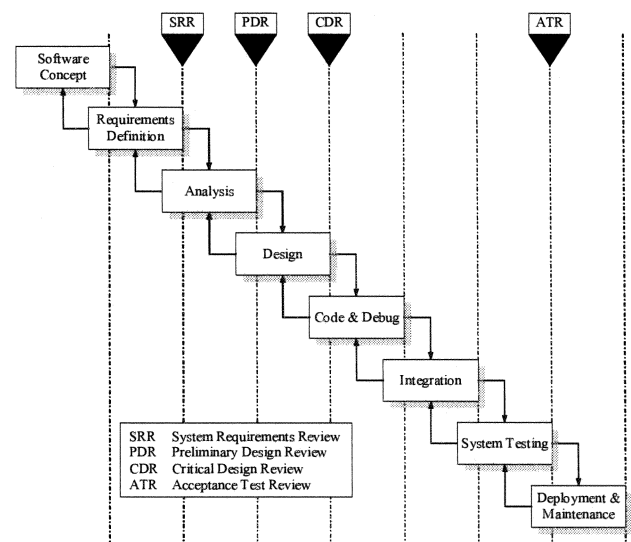 SRR
PDR
CDR
ATR
Software
Concept
Requirements
Definition
Analysis
Design
Code & Debug
Integration
System Testing
Deployment &
Maintenance
SRR System Requirements Review
PDR Preliminary Design Review
CDR Critical Design Review
ATR Acceptance Test Review